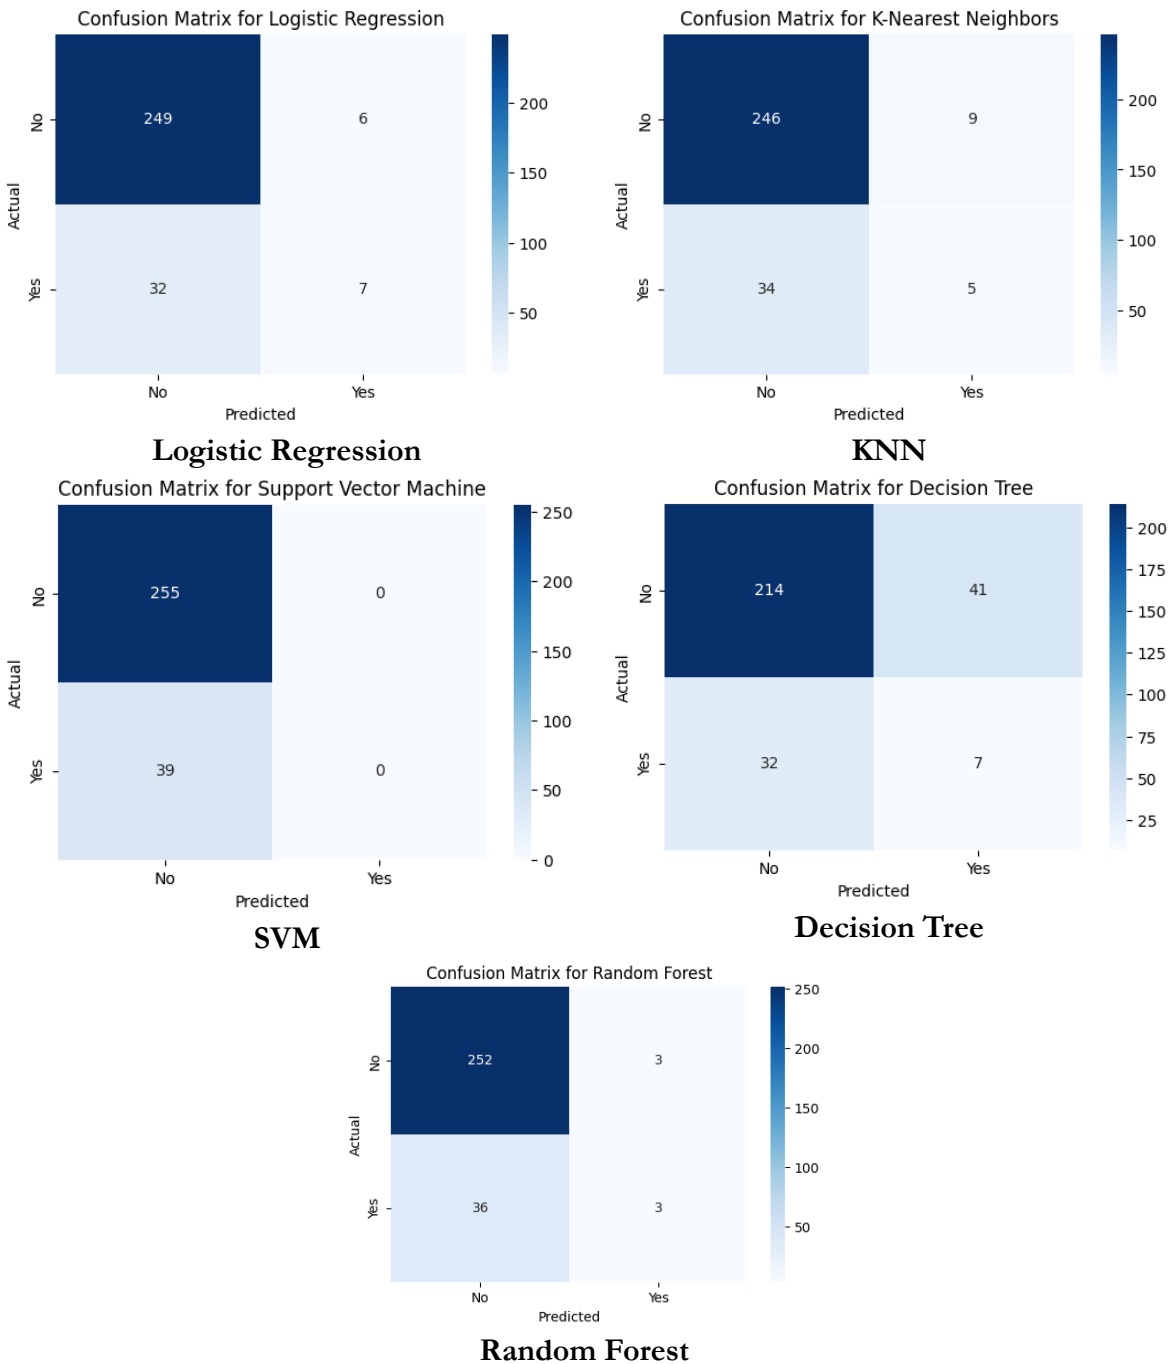 Confusion Matrix for Logistic Regression
200
150
100
50
No
249
6
Actual
Yes
32
7
No
Yes
Predicted
Logistic Regression
Confusion Matrix for K-Nearest Neighbors
200
150
100
50
No
246
9
Actual
Yes
34
5
No
Yes
Predicted
KNN
Confusion Matrix for Support Vector Machine
250
200
150
100
50
0
No
255
0
Actual
Yes
39
0
No
Yes
Predicted
SVM
Confusion Matrix for Decision Tree
200
175
150
125
100
75
50
25
No
214
41
Actual
Yes
32
7
No
Yes
Predicted
Decision Tree
Confusion Matrix for Random Forest
250
200
150
100
50
No
252
3
Actual
Yes
36
3
No
Yes
Predicted
Random Forest